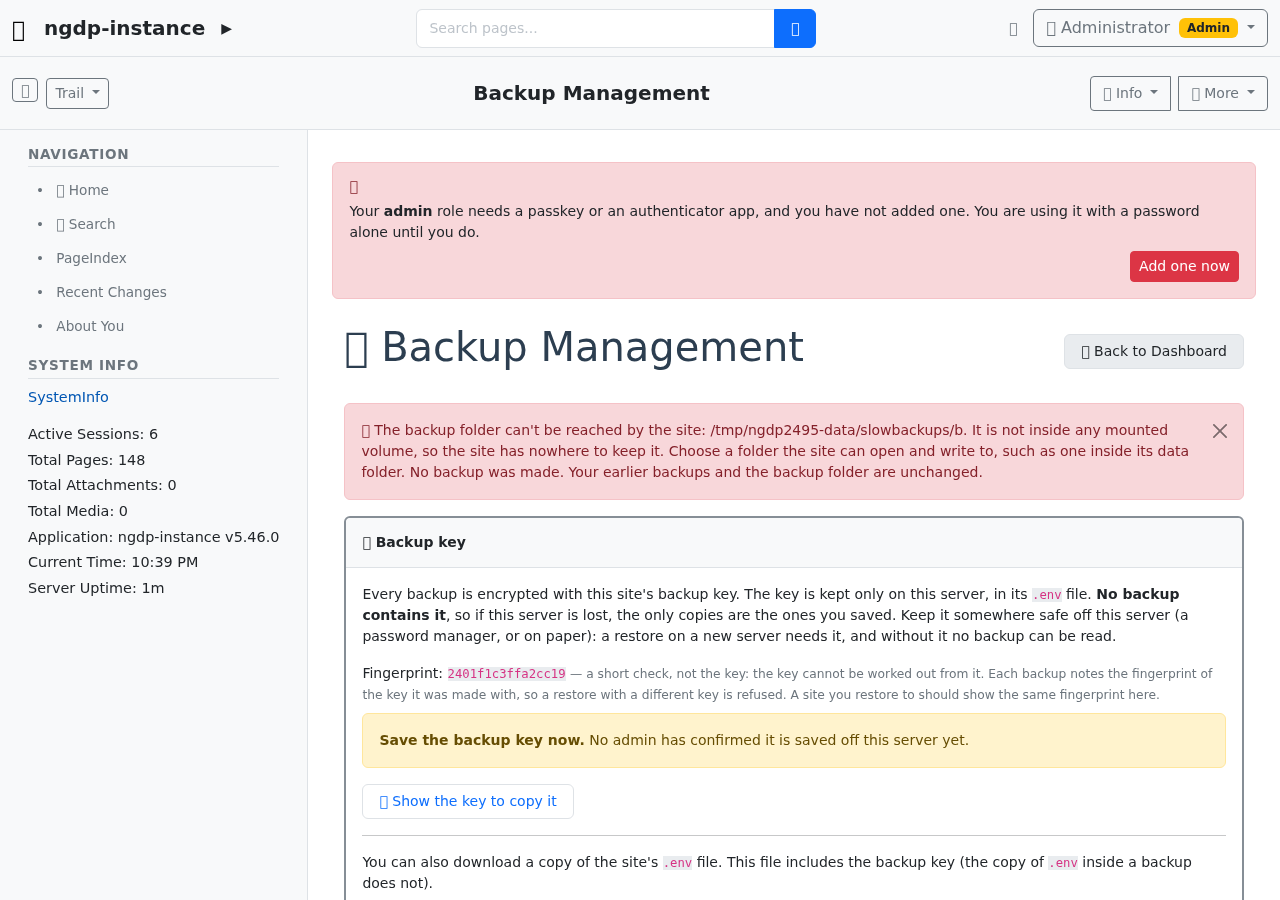 ngdp-instance ▶
Search pages...
Administrator Admin
Trail
Backup Management
Info
More
NAVIGATION
• Home
• Search
• PageIndex
• Recent Changes
• About You
SYSTEM INFO
SystemInfo
Active Sessions: 6
Total Pages: 148
Total Attachments: 0
Total Media: 0
Application: ngdp-instance v5.46.0
Current Time: 10:39 PM
Server Uptime: 1m
Your admin role needs a passkey or an authenticator app, and you have not added one. You are using it with a password
alone until you do.
Add one now
Backup Management
Back to Dashboard
The backup folder can't be reached by the site: /tmp/ngdp2495-data/slowbackups/b. It is not inside any mounted
volume, so the site has nowhere to keep it. Choose a folder the site can open and write to, such as one inside its data
folder. No backup was made. Your earlier backups and the backup folder are unchanged.
Backup key
Every backup is encrypted with this site's backup key. The key is kept only on this server, in its .env file. No backup
contains it, so if this server is lost, the only copies are the ones you saved. Keep it somewhere safe off this server (a
password manager, or on paper): a restore on a new server needs it, and without it no backup can be read.
Fingerprint: 2401f1c3ffa2cc19 — a short check, not the key: the key cannot be worked out from it. Each backup notes the fingerprint of
the key it was made with, so a restore with a different key is refused. A site you restore to should show the same fingerprint here.
Save the backup key now. No admin has confirmed it is saved off this server yet.
Show the key to copy it
You can also download a copy of the site's .env file. This file includes the backup key (the copy of .env inside a backup
does not).